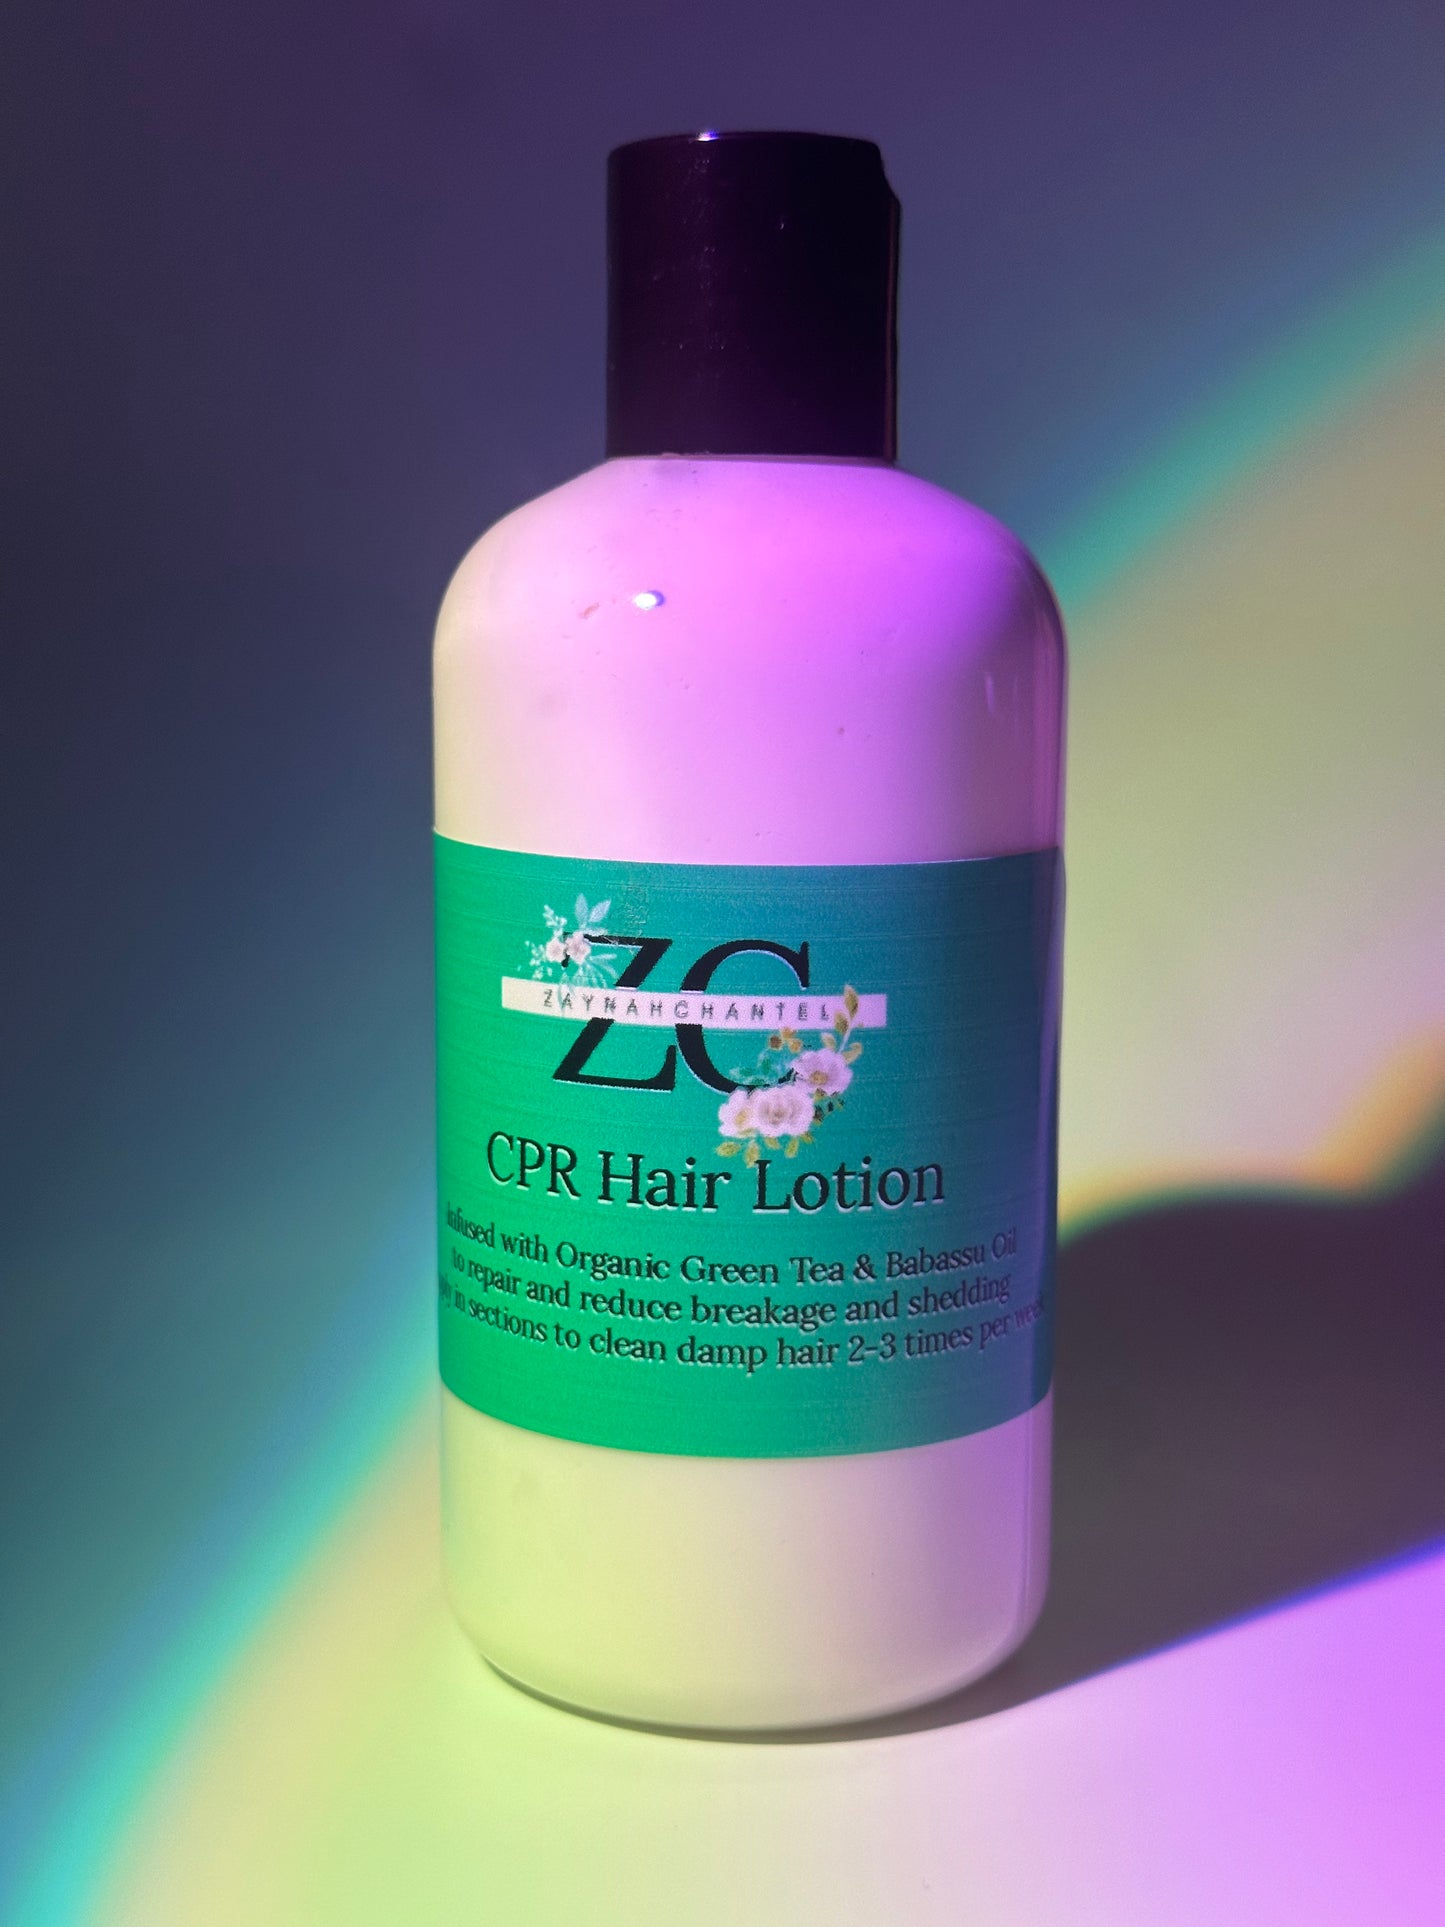 ZC
ZAYNAHCHANTEL
CPR Hair Lotion
infused with Organic Green Tea & Babassu Oil
to repair and reduce breakage and shedding
in sections to clean damp hair 2-3 times per week